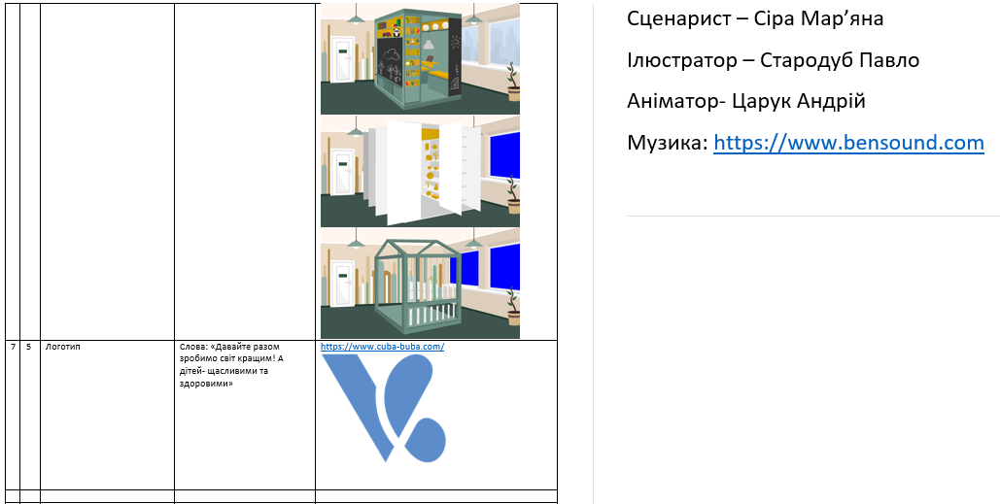 7
5
Логотип
Слова: «Давайте разом
зробимо світ кращим! А
дітей- щасливими та
здоровими»
https://www.cuba-buba.com/
Сценарист – Сіра Мар’яна
Ілюстратор – Стародуб Павло
Аніматор- Царук Андрій
Музика: https://www.bensound.com